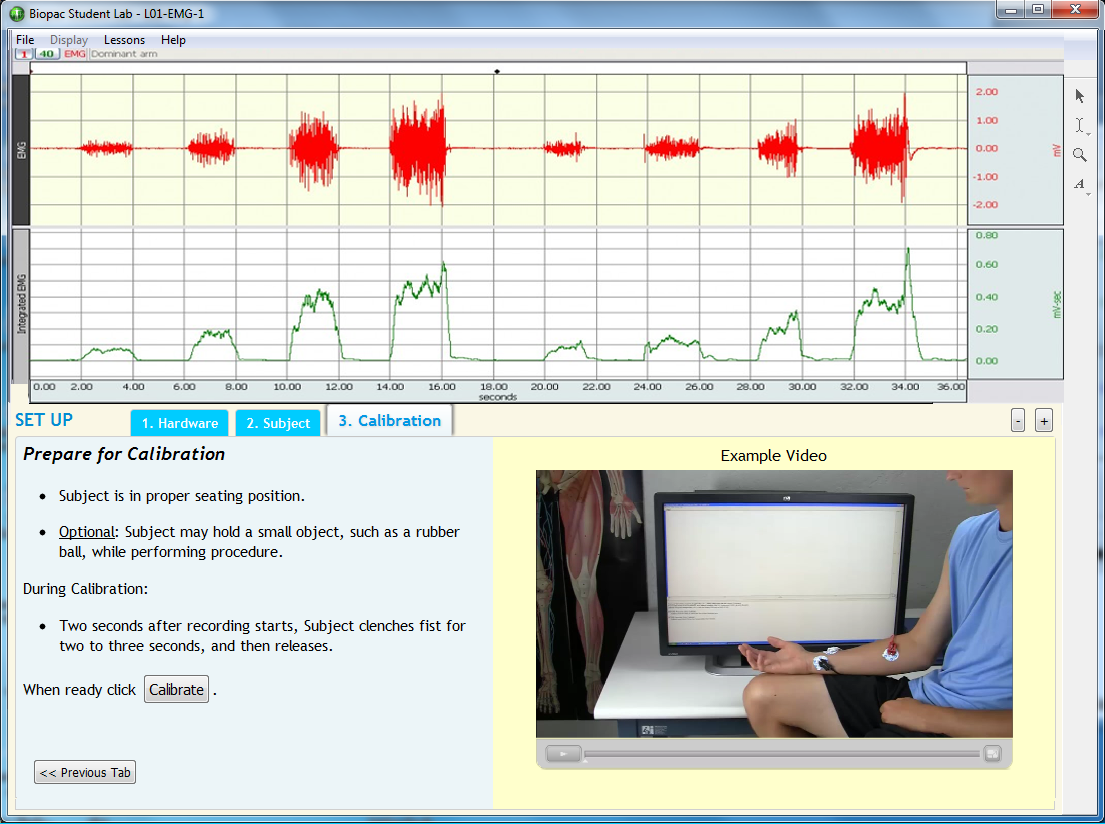 Biopac Student Lab - L01-EMG-1
File Display Lessons Help
1 40 EMG Dominant arm
EMG
2.00
1.00
0.00
-1.00
-2.00
mV
Integrated EMG
0.80
0.60
0.40
0.20
0.00
mV-sec
0.00 2.00 4.00 6.00 8.00 10.00 12.00 14.00 16.00 18.00 20.00 22.00 24.00 26.00 28.00 30.00 32.00 34.00 36.00
seconds
SET UP 1. Hardware 2. Subject 3. Calibration - +
Prepare for Calibration
• Subject is in proper seating position.
• Optional: Subject may hold a small object, such as a rubber
ball, while performing procedure.
During Calibration:
• Two seconds after recording starts, Subject clenches fist for
two to three seconds, and then releases.
When ready click Calibrate .
<< Previous Tab
Example Video
hp